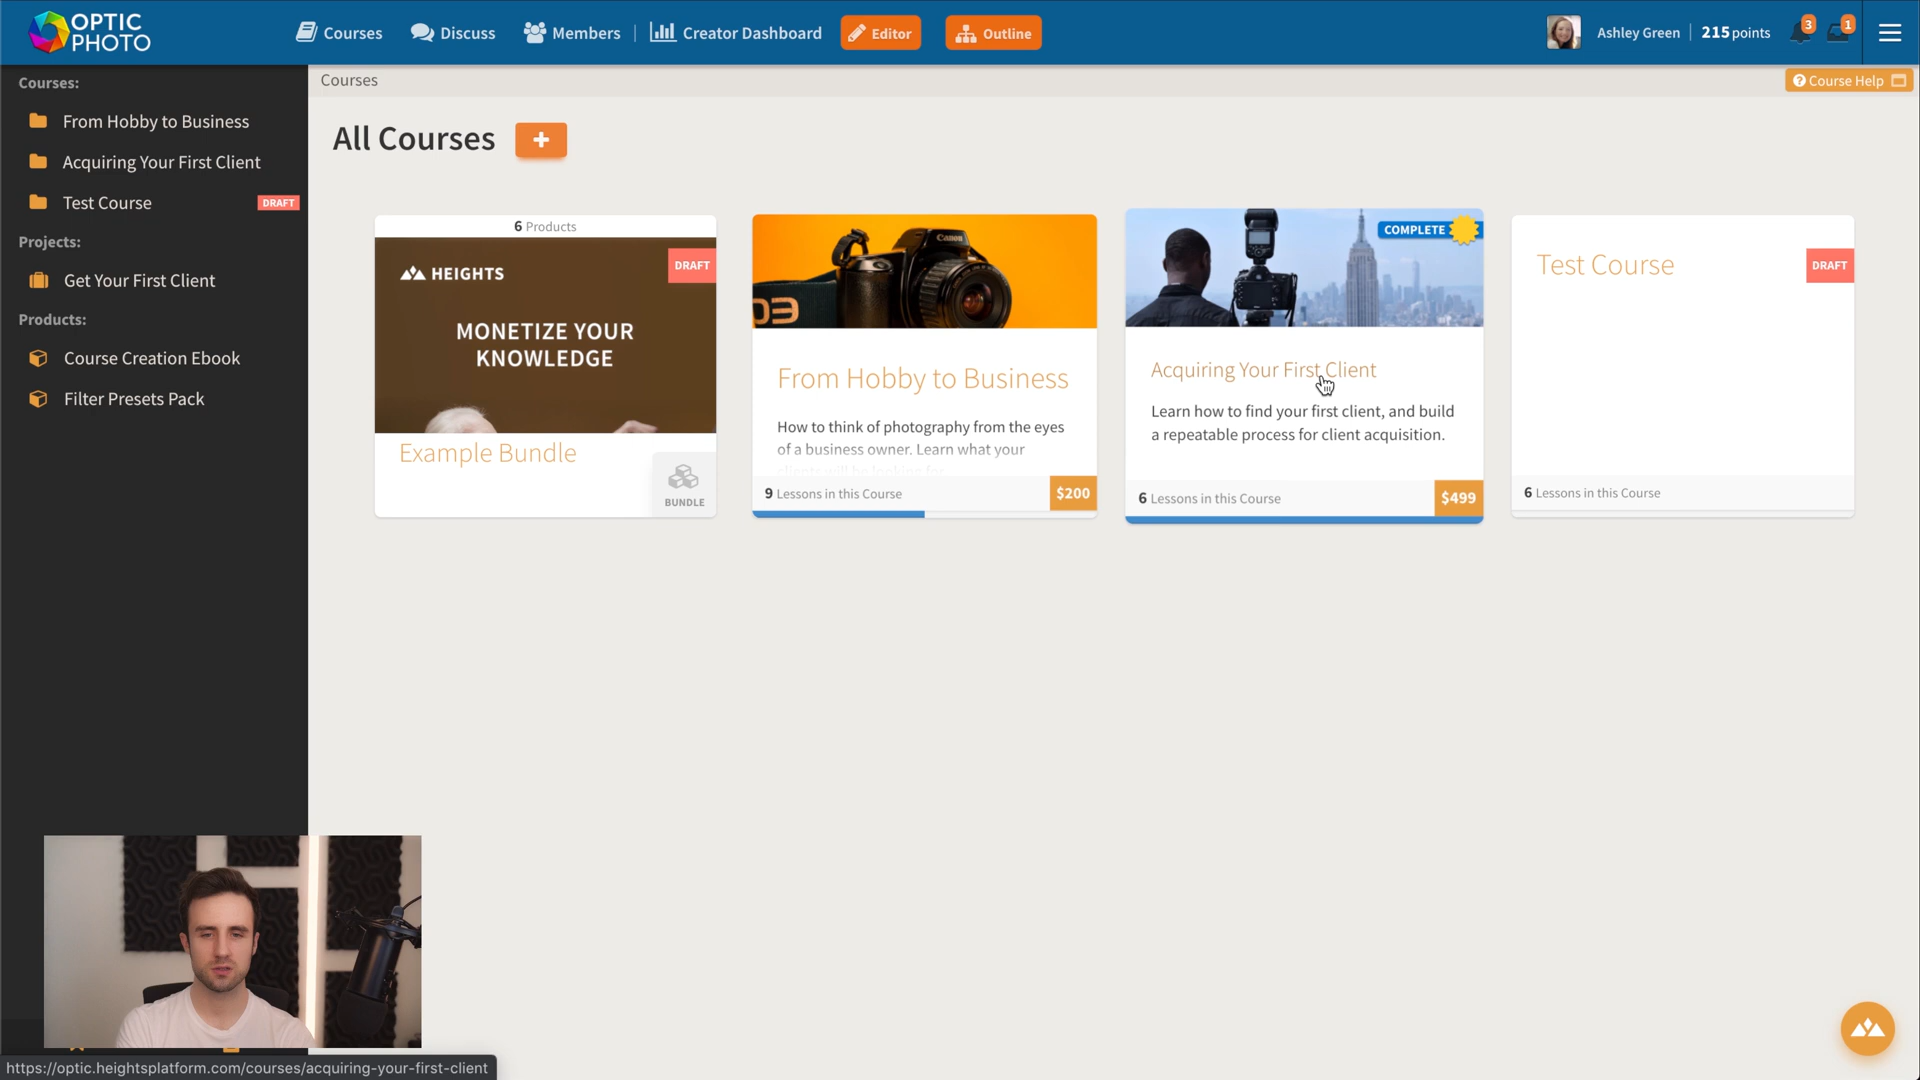 OPTIC
PHOTO
Courses
Discuss
Members
Creator Dashboard
Editor
Outline
Ashley Green
215 points
3
1
Courses:
From Hobby to Business
Acquiring Your First Client
Test Course
DRAFT
Projects:
Get Your First Client
Products:
Course Creation Ebook
Filter Presets Pack
Courses
Course Help
All Courses
6 Products
HEIGHTS
DRAFT
MONETIZE YOUR
KNOWLEDGE
Example Bundle
BUNDLE
Canon
From Hobby to Business
How to think of photography from the eyes
of a business owner. Learn what your
clients will be looking for
9 Lessons in this Course
$200
COMPLETE
Acquiring Your First Client
Learn how to find your first client, and build
a repeatable process for client acquisition.
6 Lessons in this Course
$499
Test Course
DRAFT
6 Lessons in this Course
https://optic.heightsplatform.com/courses/acquiring-your-first-client